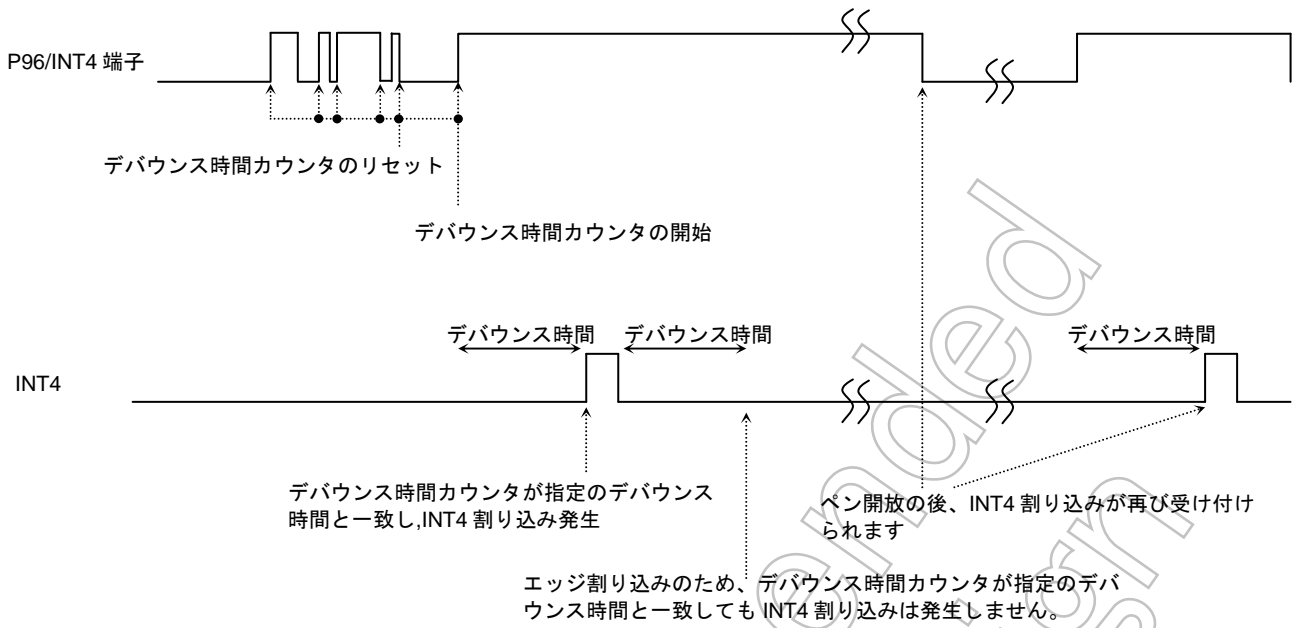 P96/INT4 端子
デバウンス時間カウンタのリセット
デバウンス時間カウンタの開始
デバウンス時間
デバウンス時間
デバウンス時間
INT4
デバウンス時間カウンタが指定のデバウンス
時間と一致し,INT4 割り込み発生
ペン開放の後、INT4 割り込みが再び受け付け
られます
エッジ割り込みのため、デバウンス時間カウンタが指定のデバ
ウンス時間と一致しても INT4 割り込みは発生しません。
ended
sign